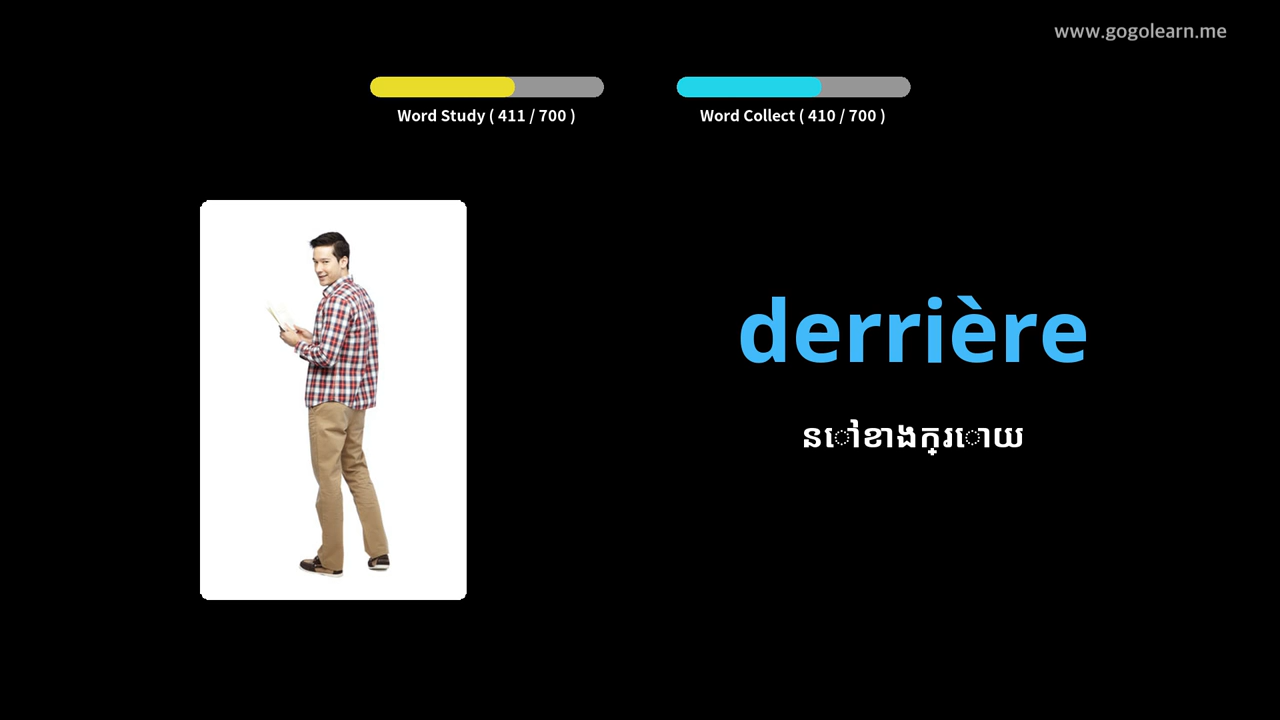 www.gogolearn.me
Word Study ( 411 / 700 )
Word Collect ( 410 / 700 )
derrière
នៅខាងក្រោយ